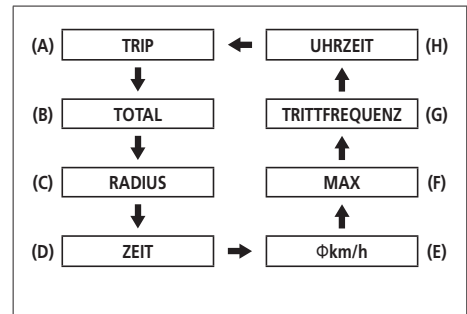 (A) TRIP UHRZEIT (H)
(B) TOTAL TRITTFREQUENZ (G)
(C) RADIUS MAX (F)
(D) ZEIT Φkm/h (E)